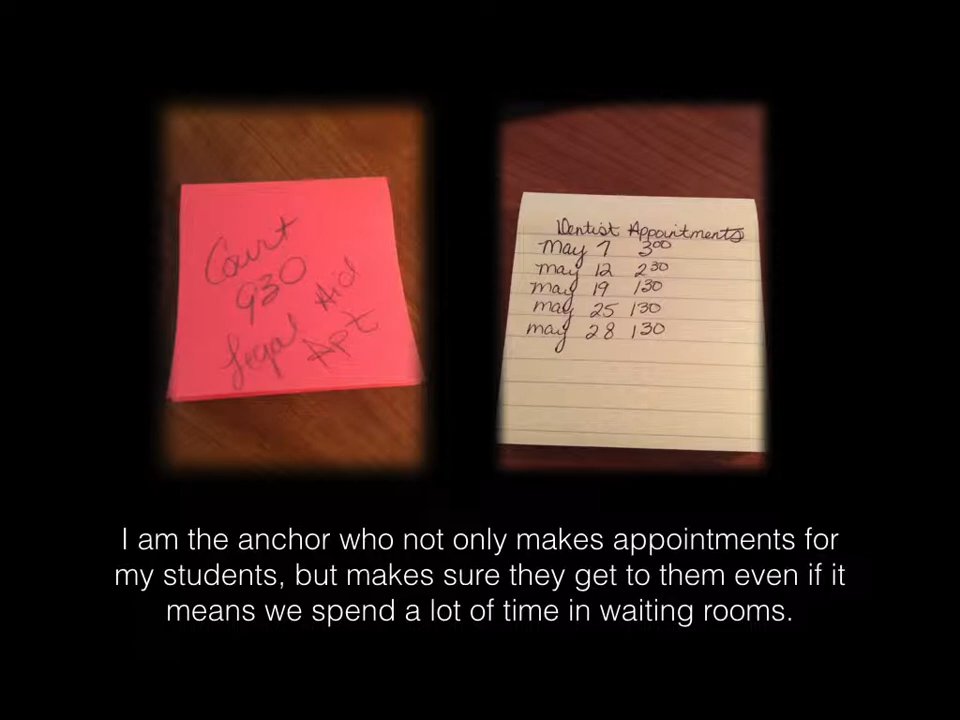 Court
930
Legal Aid
Apt
Dentist Appointments
May 7 3⁰⁰
may 12 2³⁰
may 19 1³⁰
may 25 1³⁰
may 28 1³⁰
I am the anchor who not only makes appointments for
my students, but makes sure they get to them even if it
means we spend a lot of time in waiting rooms.